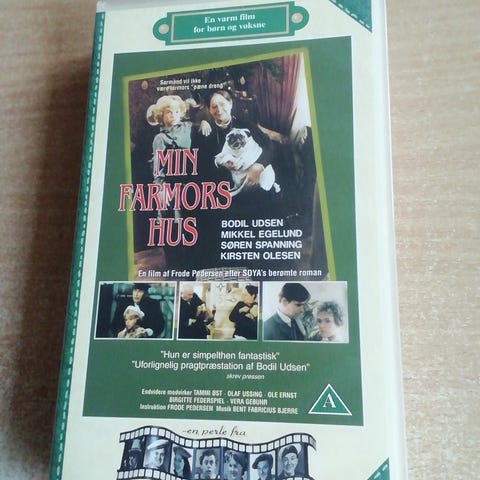 En varm film
for børn og voksne
Sørmand vil ikke
være farmors "pæne dreng"
MIN
FARMORS
HUS
BODIL UDSEN
MIKKEL EGELUND
SØREN SPANNING
KIRSTEN OLESEN
En film af Frode Pedersen efter SOYA's berømte roman
"Hun er simpelthen fantastisk"
"Uforlignelig pragtpræstation af Bodil Udsen"
skrev pressen
Endvidere medvirker TAMMI ØST · OLAF USSING · OLE ERNST
BIRGITTE FEDERSPIEL · VERA GEBUHR
Instruktion FRODE PEDERSEN Musik BENT FABRICIUS BJERRE
A
-en perle fra